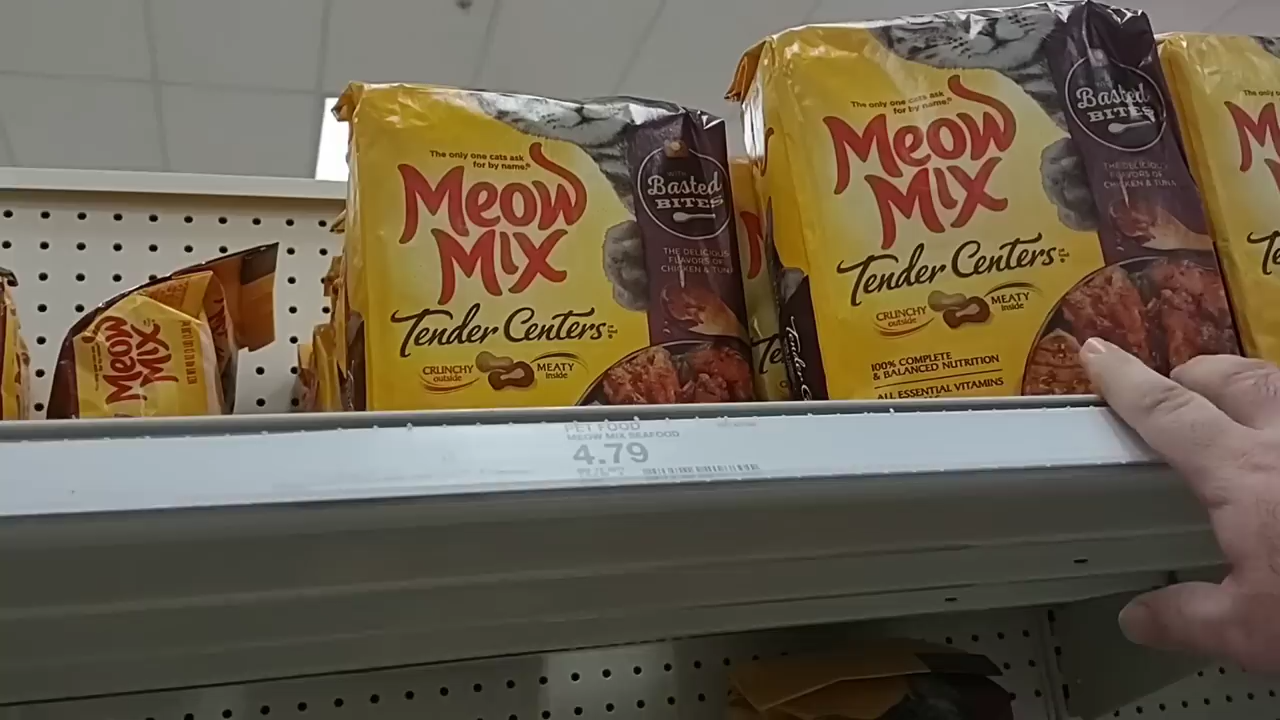 The only one cats ask
for by name.®
MEOW
MIX
Tender Centers
CRUNCHY
outside
MEATY
inside
WITH
Basted
BITES
THE DELICIOUS
FLAVORS OF
CHICKEN & TUNA
The only one cats ask
for by name.®
MEOW
MIX
Tender Centers
CRUNCHY
outside
MEATY
inside
100% COMPLETE
& BALANCED NUTRITION
ALL ESSENTIAL VITAMINS
Basted
BITES
THE DELICIOUS
FLAVORS OF
CHICKEN & TUNA
MEOW
MIX
PET FOOD
MEOW MIX SEAFOOD
4.79